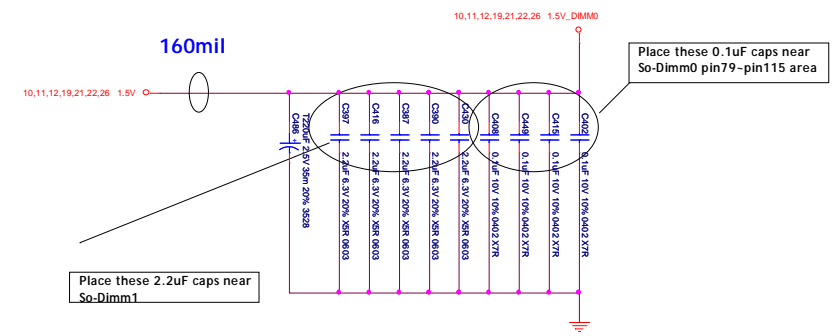 10,11,12,19,21,22,26 1.5V_DIMM0
160mil
Place these 0.1uF caps near
So-Dimm0 pin79~pin115 area
10,11,12,19,21,22,26 1.5V
C486
T220uF 2.5V 35m 20% 3528
C397
2.2uF 6.3V 20% X5R 0603
C416
2.2uF 6.3V 20% X5R 0603
C387
2.2uF 6.3V 20% X5R 0603
C390
2.2uF 6.3V 20% X5R 0603
C430
2.2uF 6.3V 20% X5R 0603
C408
0.1uF 10V 10% 0402 X7R
C449
0.1uF 10V 10% 0402 X7R
C415
0.1uF 10V 10% 0402 X7R
C402
0.1uF 10V 10% 0402 X7R
Place these 2.2uF caps near
So-Dimm1